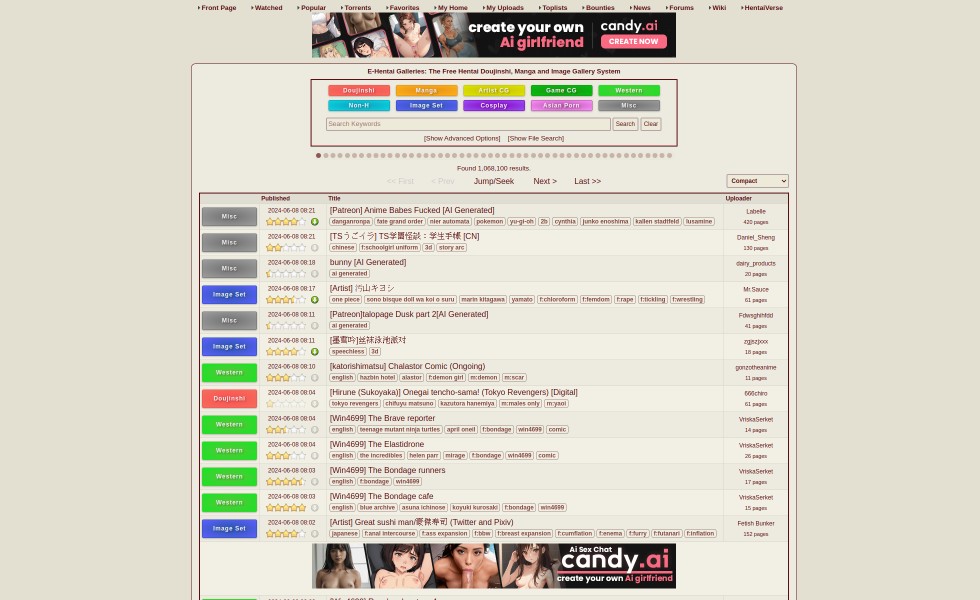 Front Page Watched Popular Torrents Favorites My Home My Uploads Toplists Bounties News Forums Wiki HentaiVerse
create your own
Ai girlfriend
candy.ai
CREATE NOW
E-Hentai Galleries: The Free Hentai Doujinshi, Manga and Image Gallery System
Doujinshi Manga Artist CG Game CG Western
Non-H Image Set Cosplay Asian Porn Misc
Search Keywords Search Clear
[Show Advanced Options] [Show File Search]
Found 1,068,100 results.
<< First < Prev Jump/Seek Next > Last >> Compact
Published Title Uploader
Misc 2024-06-08 08:21 [Patreon] Anime Babes Fucked [AI Generated] Labelle
danganronpa fate grand order nier automata pokemon yu-gi-oh 2b cynthia junko enoshima kallen stadtfeld lusamine 420 pages
Misc 2024-06-08 08:21 [TSうごイラ] TS学園怪談：学生手帳 [CN] Daniel_Sheng
chinese f:schoolgirl uniform 3d story arc 130 pages
Misc 2024-06-08 08:18 bunny [AI Generated] dairy_products
ai generated 20 pages
Image Set 2024-06-08 08:17 [Artist] 汚山キヨシ Mr.Sauce
one piece sono bisque doll wa koi o suru marin kitagawa yamato f:chloroform f:femdom f:rape f:tickling f:wrestling 61 pages
Misc 2024-06-08 08:11 [Patreon]talopage Dusk part 2[AI Generated] Fdwsghihfdd
ai generated 41 pages
Image Set 2024-06-08 08:11 zgjszjxxx
speechless 3d 18 pages
Western 2024-06-08 08:10 [katorishimatsu] Chalastor Comic (Ongoing) gonzotheanime
english hazbin hotel alastor f:demon girl m:demon m:scar 11 pages
Doujinshi 2024-06-08 08:04 [Hirune (Sukoyaka)] Onegai tencho-sama! (Tokyo Revengers) [Digital] 666chiro
tokyo revengers chifuyu matsuno kazutora hanemiya m:males only m:yaoi 61 pages
Western 2024-06-08 08:04 [Win4699] The Brave reporter VriskaSerket
english teenage mutant ninja turtles april oneil f:bondage win4699 comic 14 pages
Western 2024-06-08 08:04 [Win4699] The Elastidrone VriskaSerket
english the incredibles helen parr mirage f:bondage win4699 comic 26 pages
Western 2024-06-08 08:03 [Win4699] The Bondage runners VriskaSerket
english f:bondage win4699 17 pages
Western 2024-06-08 08:03 [Win4699] The Bondage cafe VriskaSerket
english blue archive asuna ichinose koyuki kurosaki f:bondage win4699 15 pages
Image Set 2024-06-08 08:02 [Artist] Great sushi man/豪傑寿司 (Twitter and Pixiv) Fetish Bunker
japanese f:anal intercourse f:ass expansion f:bbw f:breast expansion f:cumflation f:enema f:furry f:futanari f:inflation 152 pages
Ai Sex Chat
candy.ai
create your own Ai girlfriend